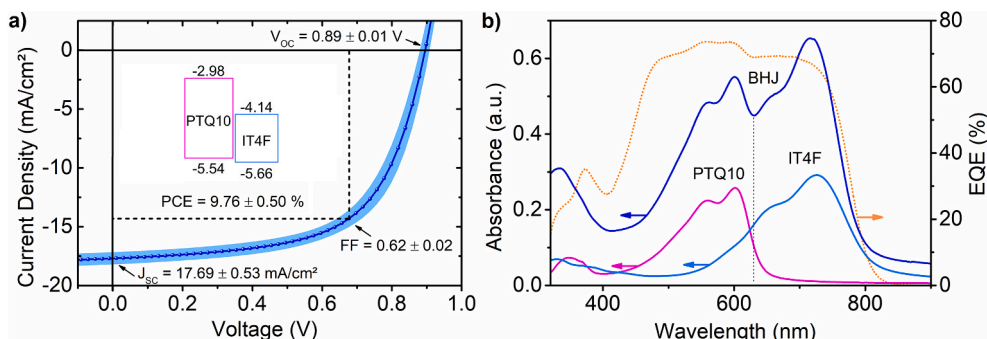 a)
V_OC = 0.89 ± 0.01 V
0
-5
-10
-15
-20
Current Density (mA/cm²)
-2.98
PTQ10
-5.54
-4.14
IT4F
-5.66
PCE = 9.76 ± 0.50 %
FF = 0.62 ± 0.02
J_SC = 17.69 ± 0.53 mA/cm²
0.0
0.2
0.4
0.6
0.8
1.0
Voltage (V)
b)
0.6
0.4
0.2
0.0
Absorbance (a.u.)
BHJ
PTQ10
IT4F
80
60
40
20
0
EQE (%)
400
600
800
Wavelength (nm)